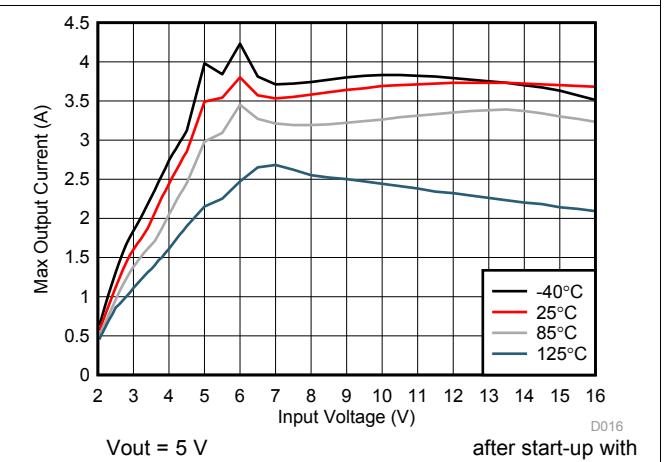 4.5
4
3.5
3
2.5
2
1.5
1
0.5
0
Max Output Current (A)
-40°C
25°C
85°C
125°C
2 3 4 5 6 7 8 9 10 11 12 13 14 15 16
Input Voltage (V)
D016
Vout = 5 V after start-up with